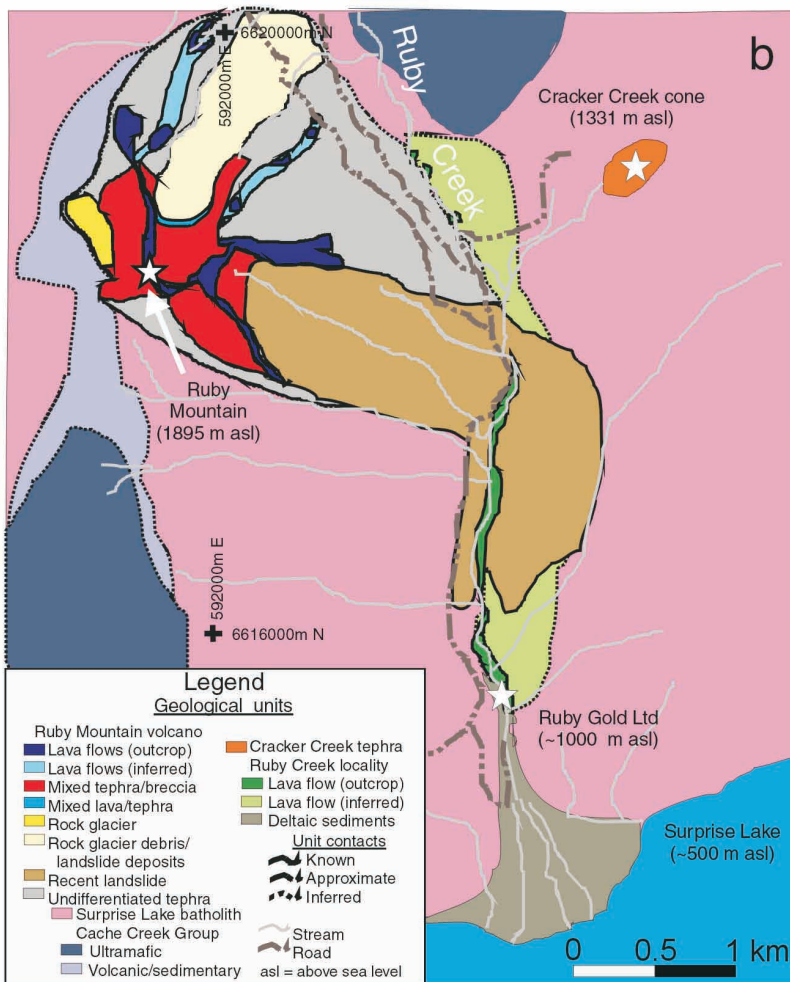 b
592000m E
6620000m N
Ruby
Creek
Cracker Creek cone
(1331 m asl)
Ruby
Mountain
(1895 m asl)
592000m E
6616000m N
Ruby Gold Ltd
(~1000 m asl)
Surprise Lake
(~500 m asl)
0 0.5 1 km
Legend
Geological units
Ruby Mountain volcano
Lava flows (outcrop)
Lava flows (inferred)
Mixed tephra/breccia
Mixed lava/tephra
Rock glacier
Rock glacier debris/
landslide deposits
Recent landslide
Undifferentiated tephra
Surprise Lake batholith
Cache Creek Group
Ultramafic
Volcanic/sedimentary
Cracker Creek tephra
Ruby Creek locality
Lava flow (outcrop)
Lava flow (inferred)
Deltaic sediments
Unit contacts
Known
Approximate
Inferred
Stream
Road
asl = above sea level